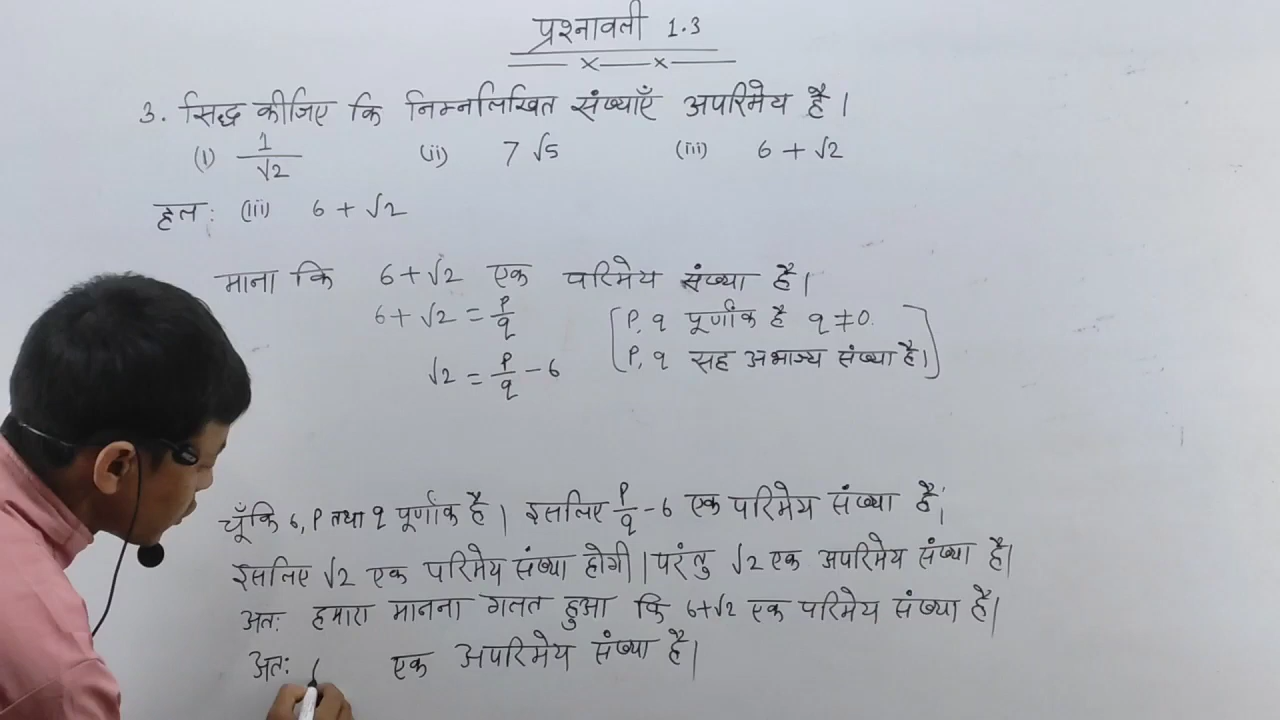 प्रश्नावली 1.3
3. सिद्ध कीजिए कि निम्नलिखित संख्याएँ अपरिमेय है।
(i) 1/√2 (ii) 7√5 (iii) 6 + √2
हल: (iii) 6 + √2
माना कि 6+√2 एक परिमेय संख्या है।
6+√2 = P/q [P, q पूर्णांक है q ≠ 0.
√2 = P/q - 6 P, q सह अभाज्य संख्या है।]
चूँकि 6, P तथा q पूर्णांक है। इसलिए P/q - 6 एक परिमेय संख्या है।
इसलिए √2 एक परिमेय संख्या होगी। परंतु √2 एक अपरिमेय संख्या है।
अत: हमारा मानना गलत हुआ कि 6+√2 एक परिमेय संख्या है।
अत: एक अपरिमेय संख्या है।